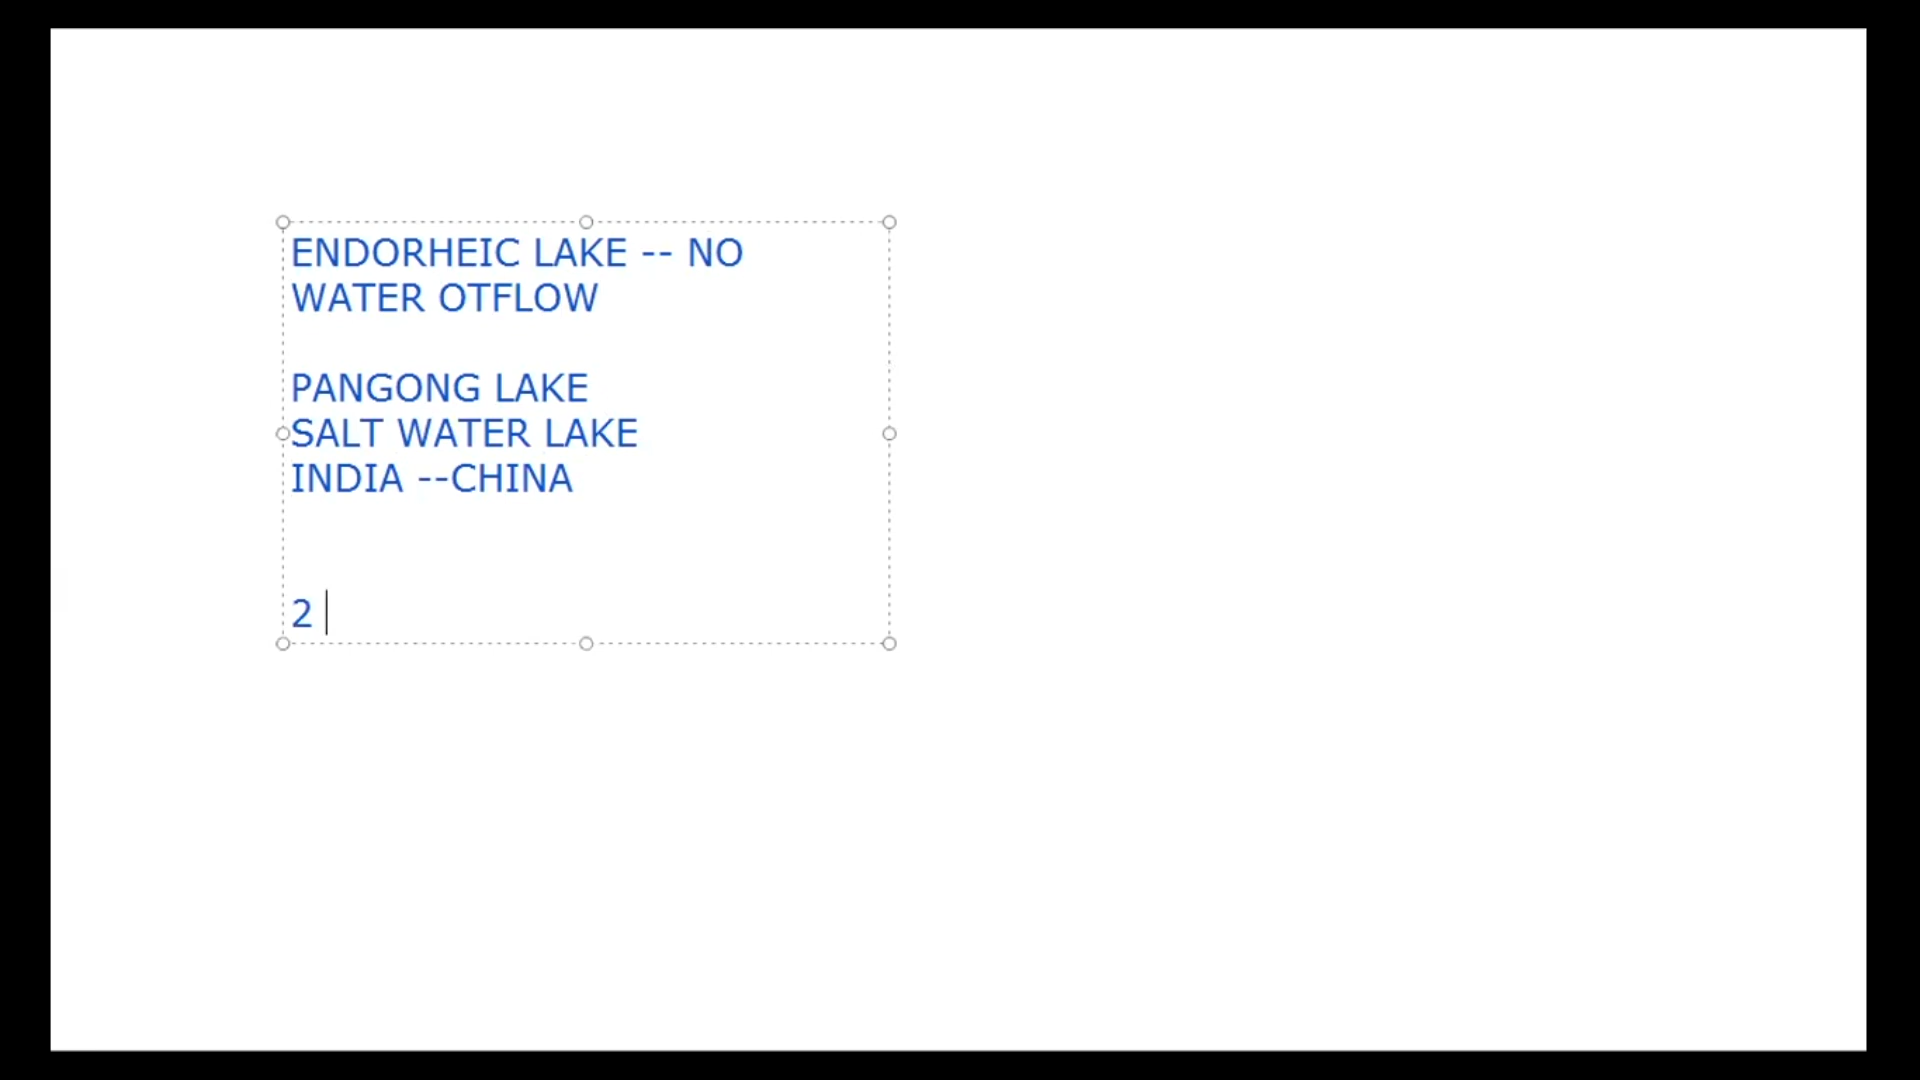 ENDORHEIC LAKE -- NO
WATER OTFLOW
PANGONG LAKE
SALT WATER LAKE
INDIA --CHINA
2